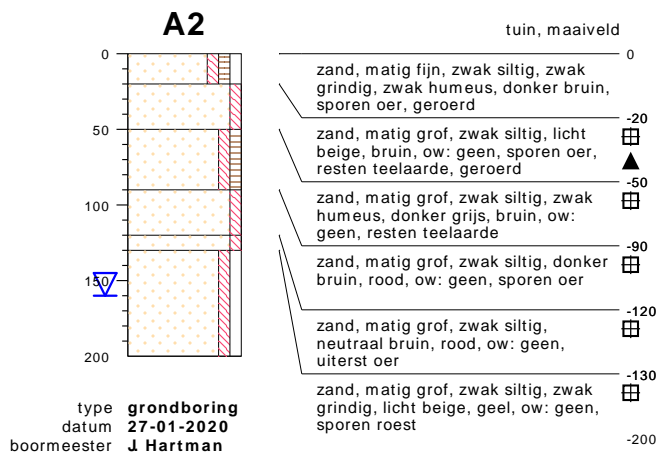 A2
tuin, maaiveld
0
0
zand, matig fijn, zwak siltig, zwak
grindig, zwak humeus, donker bruin,
sporen oer, geroerd
-20
50
zand, matig grof, zwak siltig, licht
beige, bruin, ow: geen, sporen oer,
resten teelaarde, geroerd
-50
100
zand, matig grof, zwak siltig, zwak
humeus, donker grijs, bruin, ow:
geen, resten teelaarde
-90
150
zand, matig grof, zwak siltig, donker
bruin, rood, ow: geen, sporen oer
-120
200
zand, matig grof, zwak siltig,
neutraal bruin, rood, ow: geen,
uiterst oer
-130
zand, matig grof, zwak siltig, zwak
grindig, licht beige, geel, ow: geen,
sporen roest
-200
type grondboring
datum 27-01-2020
boormeester J Hartman